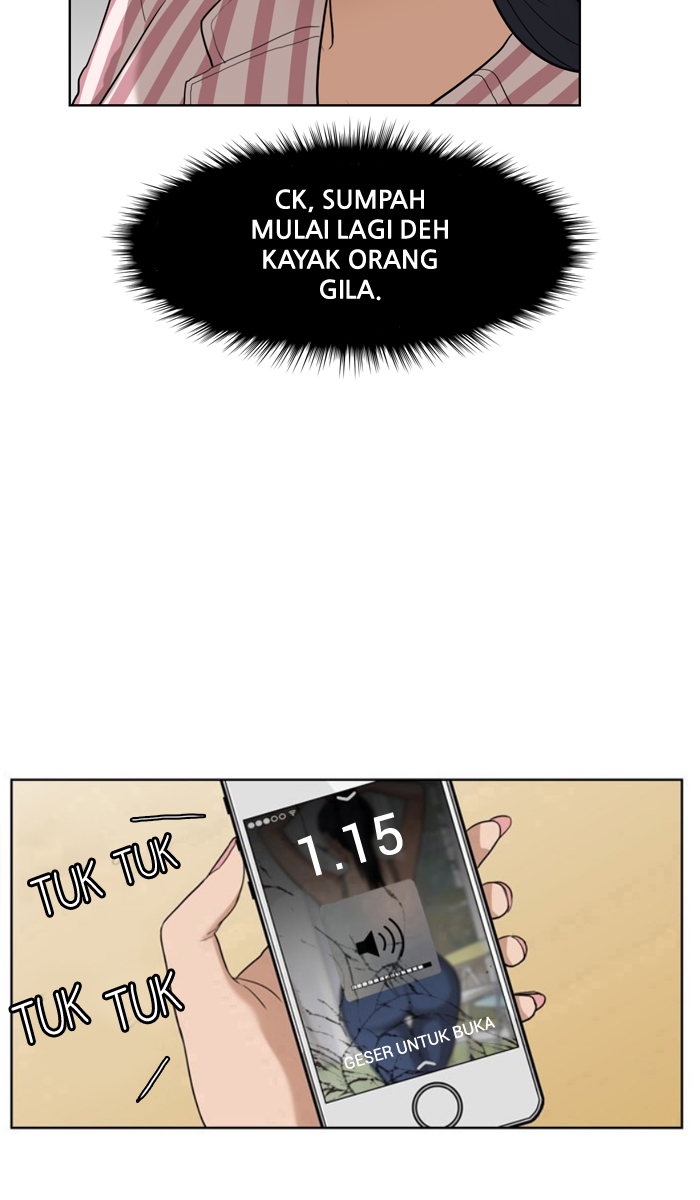 CK, SUMPAH
MULAI LAGI DEH
KAYAK ORANG
GILA.
1.15
TUK TUK
TUK TUK
GESER UNTUK BUKA